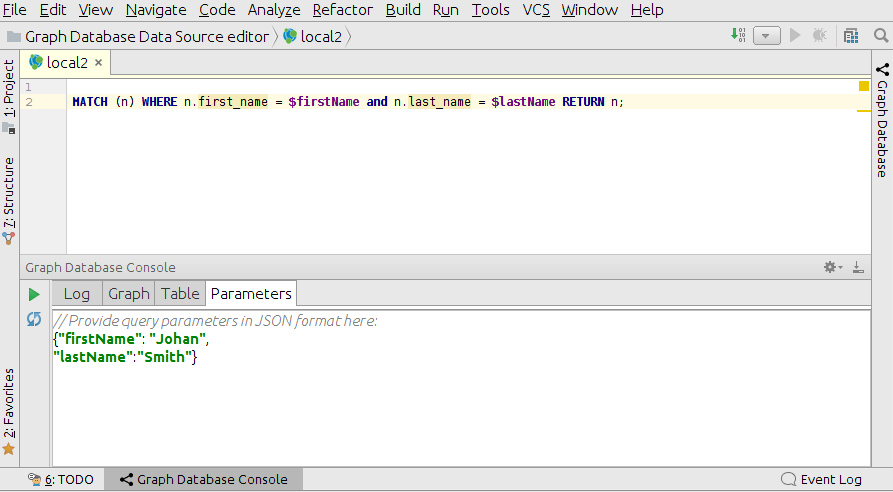 File Edit View Navigate Code Analyze Refactor Build Run Tools VCS Window Help
Graph Database Data Source editor local2
local2 ×
1: Project
7: Structure
2: Favorites
1
2 MATCH (n) WHERE n.first_name = $firstName and n.last_name = $lastName RETURN n;
Graph Database
Graph Database Console
Log Graph Table Parameters
// Provide query parameters in JSON format here:
{"firstName": "Johan",
"lastName":"Smith"}
6: TODO Graph Database Console Event Log